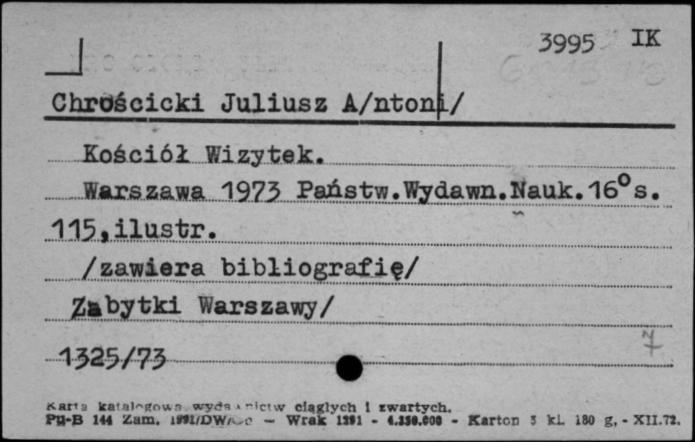 3995 IK
Chrościcki Juliusz A/ntoni/
Kościół Wizytek.
Warszawa 1973 Państw.Wydawn.Nauk.16° s.
115,ilustr.
/zawiera bibliografię/
Zabytki Warszawy/
7
1325/73
Karta katalogowa wydawnictw ciągłych i zwartych.
Pu-B 144 Zam. - Wrak - Karton 3 kl. 180 g. - XII.72.